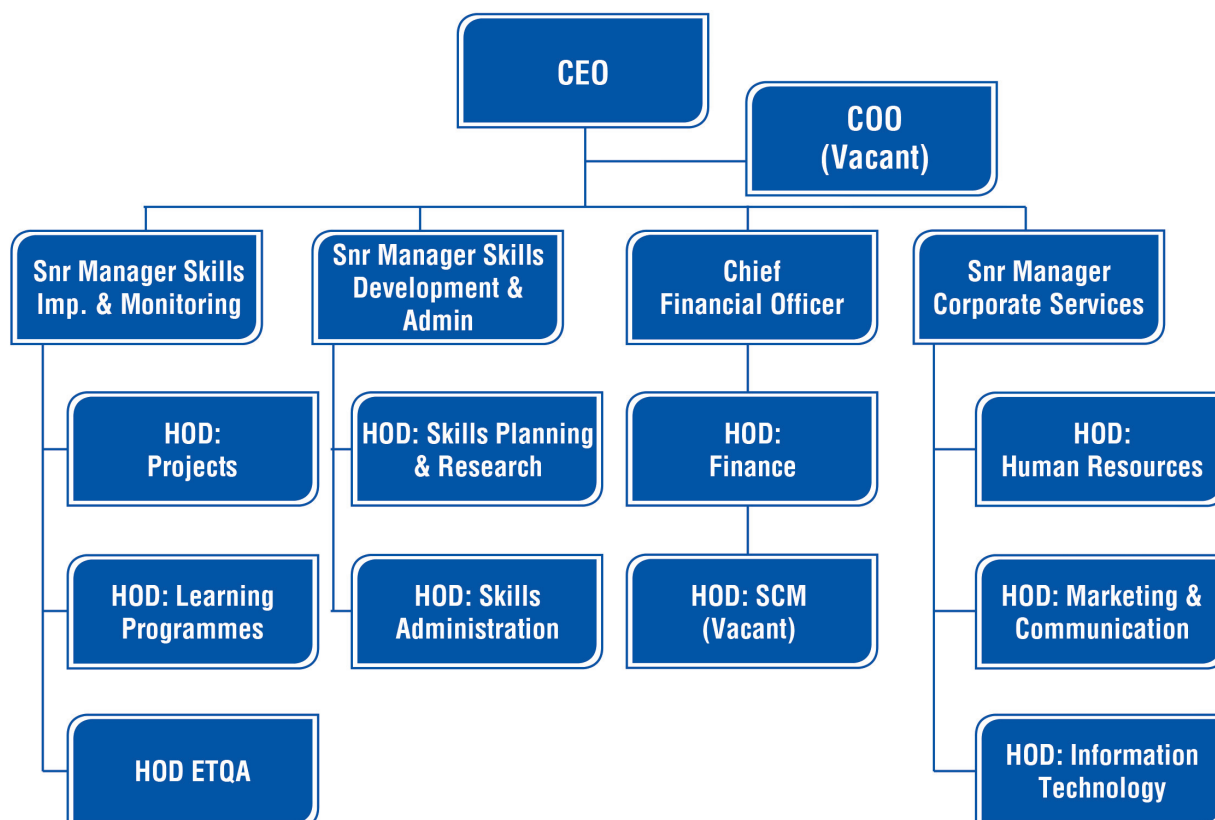 CEO
COO
(Vacant)
Snr Manager Skills
Imp. & Monitoring
Snr Manager Skills
Development &
Admin
Chief
Financial Officer
Snr Manager
Corporate Services
HOD:
Projects
HOD: Skills Planning
& Research
HOD:
Finance
HOD:
Human Resources
HOD: Learning
Programmes
HOD: Skills
Administration
HOD: SCM
(Vacant)
HOD: Marketing &
Communication
HOD ETQA
HOD: Information
Technology